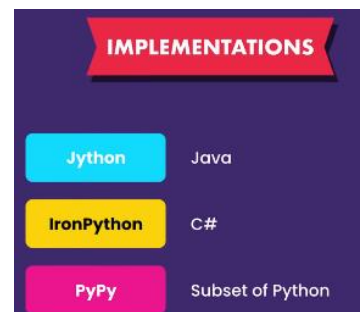 IMPLEMENTATIONS
Jython Java
IronPython C#
PyPy Subset of Python